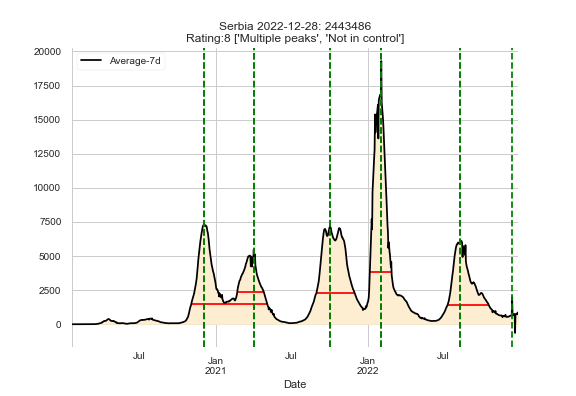 Serbia 2022-12-28: 2443486
Rating:8 ['Multiple peaks', 'Not in control']
Average-7d
20000
17500
15000
12500
10000
7500
5000
2500
0
Jul
Jan
2021
Jul
Jan
2022
Jul
Date